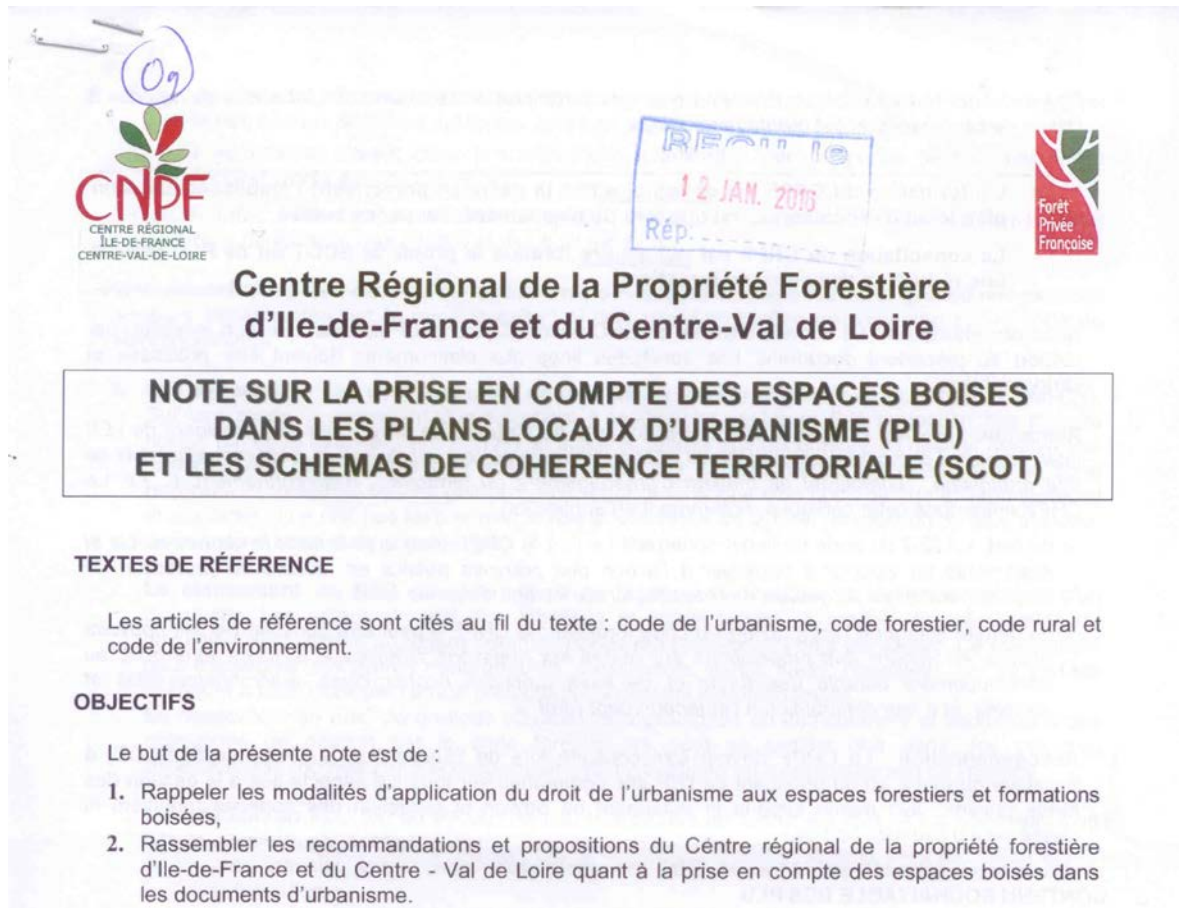 09
CNPF
CENTRE RÉGIONAL
ÎLE-DE-FRANCE
CENTRE-VAL-DE-LOIRE
REÇU le
12 JAN. 2016
Rép.
Forêt
Privée
Française
Centre Régional de la Propriété Forestière
d'Ile-de-France et du Centre-Val de Loire
NOTE SUR LA PRISE EN COMPTE DES ESPACES BOISES
DANS LES PLANS LOCAUX D'URBANISME (PLU)
ET LES SCHEMAS DE COHERENCE TERRITORIALE (SCOT)
TEXTES DE RÉFÉRENCE
Les articles de référence sont cités au fil du texte : code de l'urbanisme, code forestier, code rural et
code de l'environnement.
OBJECTIFS
Le but de la présente note est de :
1. Rappeler les modalités d'application du droit de l'urbanisme aux espaces forestiers et formations
boisées,
2. Rassembler les recommandations et propositions du Centre régional de la propriété forestière
d'Ile-de-France et du Centre - Val de Loire quant à la prise en compte des espaces boisés dans
les documents d'urbanisme.